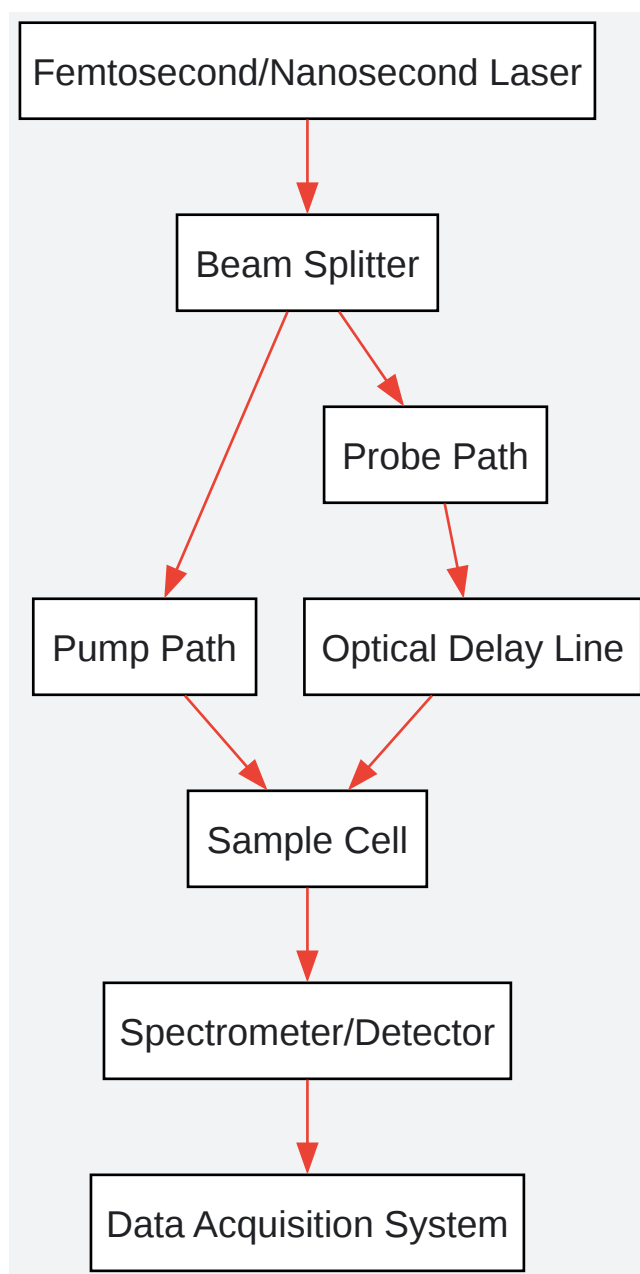 Femtosecond/Nanosecond Laser
Beam Splitter
Probe Path
Pump Path
Optical Delay Line
Sample Cell
Spectrometer/Detector
Data Acquisition System